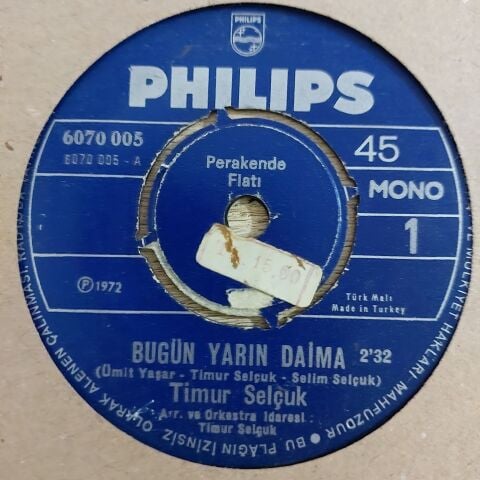 PHILIPS
PHILIPS
6070 005
6070 005 - A
Perakende
Fiatı
45
MONO
1
15.00
℗ 1972
Türk Malı
Made in Turkey
BUGÜN YARIN DAİMA 2'32
(Ümit Yaşar - Timur Selçuk - Selim Selçuk)
Timur Selçuk
Arr. ve Orkestra İdaresi
Timur Selçuk
VE MÜLKİYET HAKLARI MAHFUZDUR • BU PLAĞIN İZİNSİZ OLARAK ALENEN ÇALINMASI,